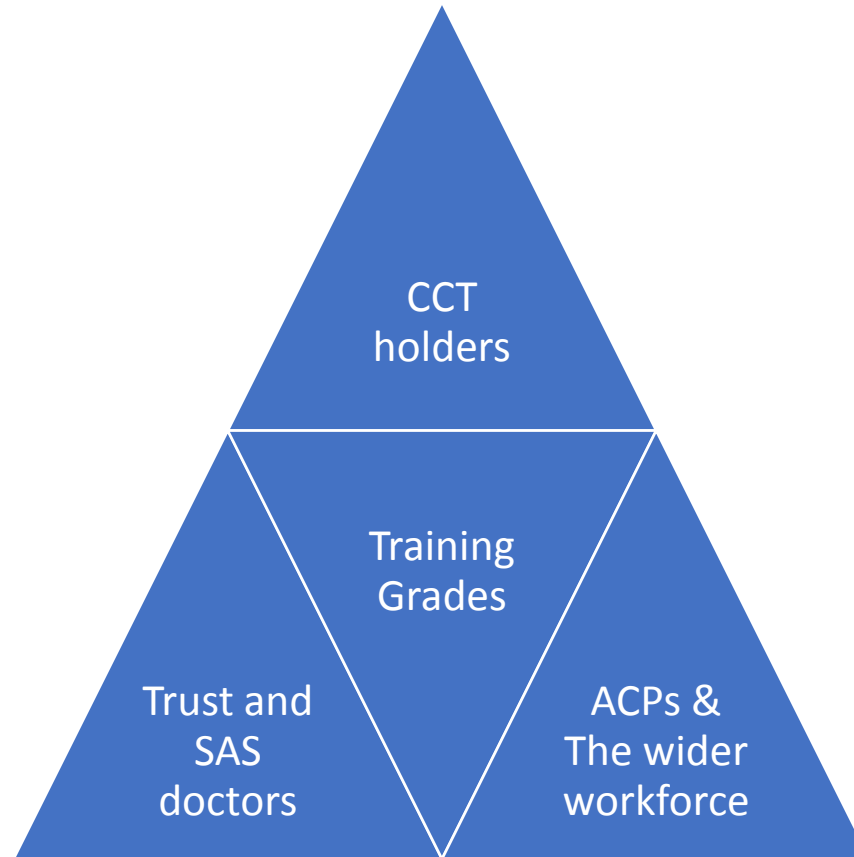 CCT
holders
Training
Grades
Trust and
SAS
doctors
ACPs &
The wider
workforce